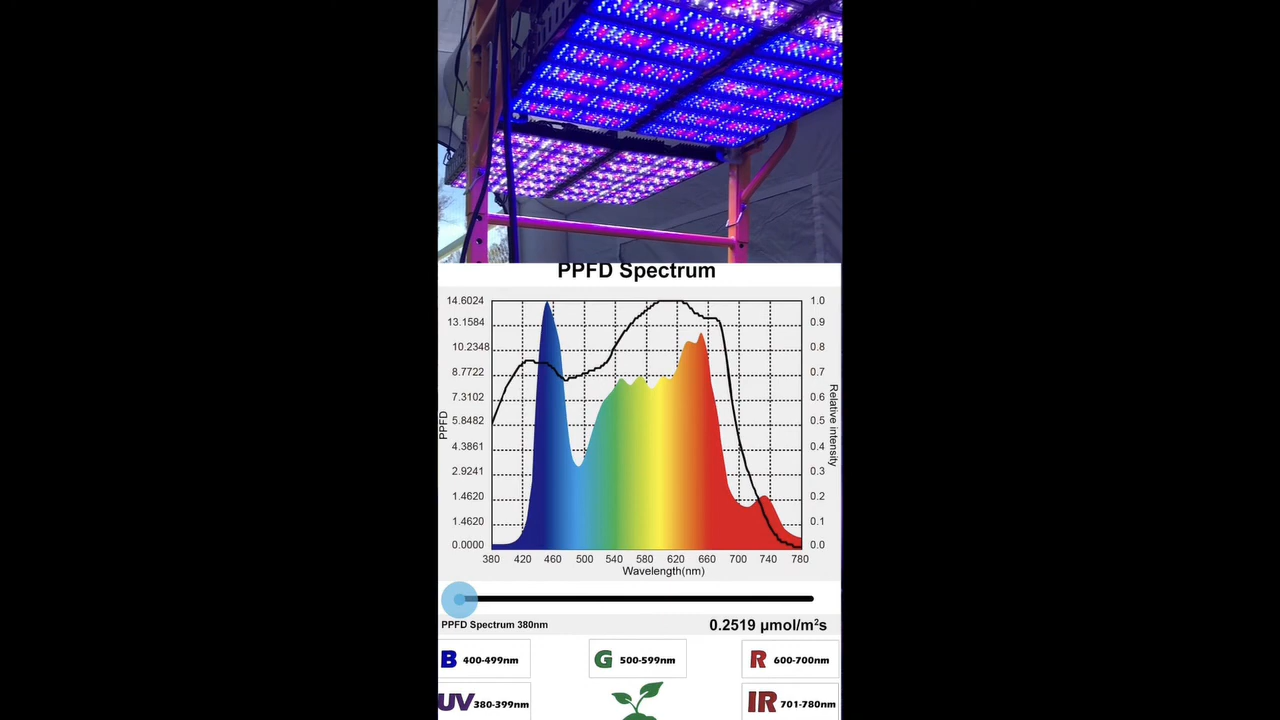 PPFD Spectrum
14.6024
13.1584
10.2348
8.7722
7.3102
5.8482
4.3861
2.9241
1.4620
1.4620
0.0000
PPFD
1.0
0.9
0.8
0.7
0.6
0.5
0.4
0.3
0.2
0.1
0.0
Relative intensity
380 420 460 500 540 580 620 660 700 740 780
Wavelength(nm)
PPFD Spectrum 380nm 0.2519 μmol/m²s
B 400-499nm G 500-599nm R 600-700nm
UV 380-399nm IR 701-780nm